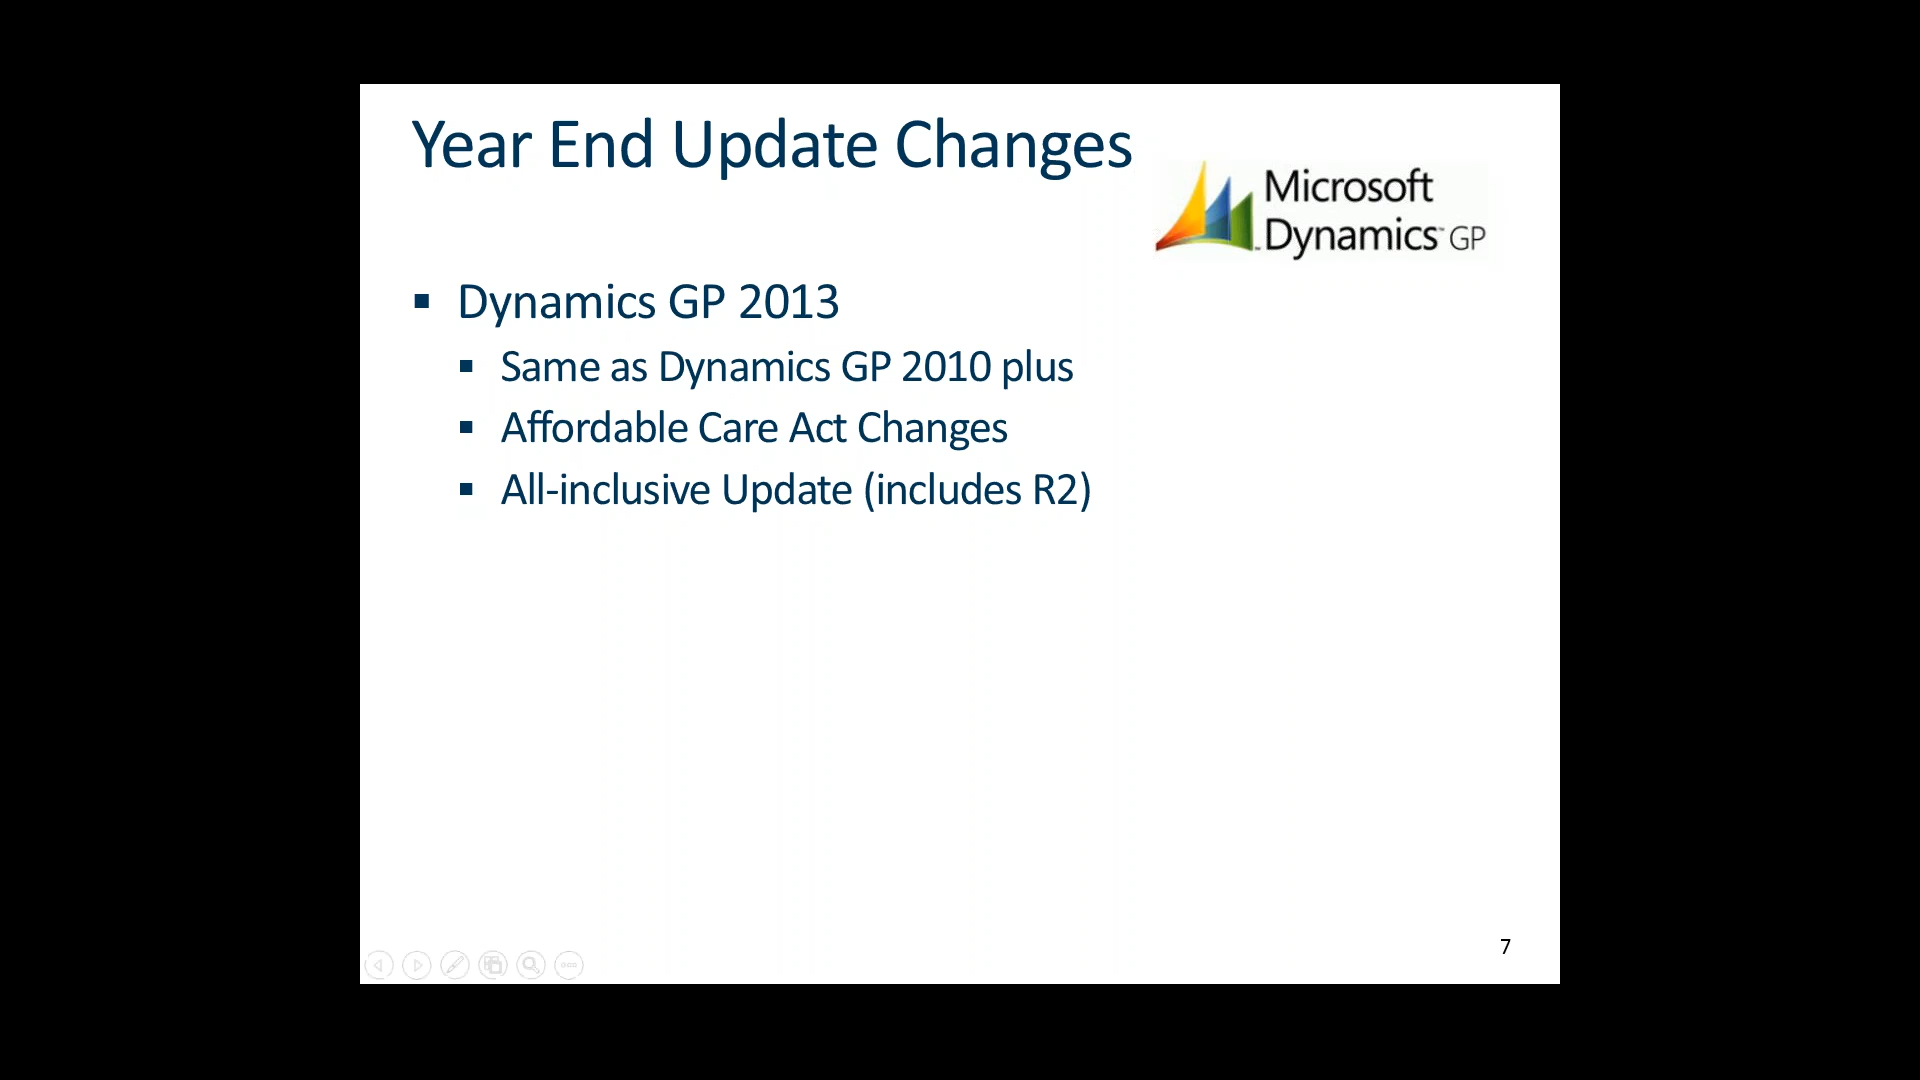 Year End Update Changes
Microsoft
Dynamics™ GP
▪ Dynamics GP 2013
▪ Same as Dynamics GP 2010 plus
▪ Affordable Care Act Changes
▪ All-inclusive Update (includes R2)
7